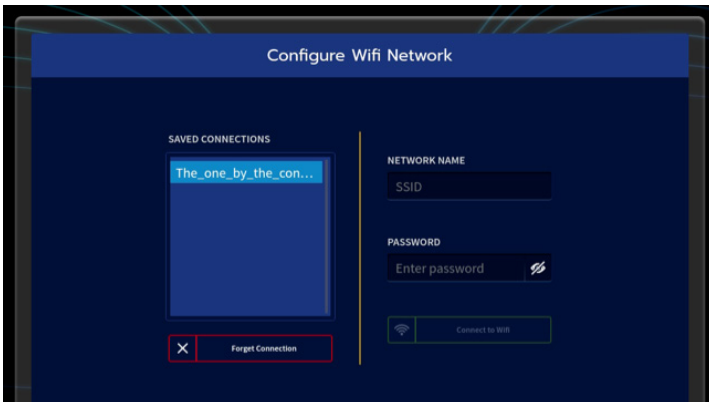 Configure Wifi Network
SAVED CONNECTIONS
The_one_by_the_con...
Forget Connection
NETWORK NAME
SSID
PASSWORD
Enter password
Connect to Wifi